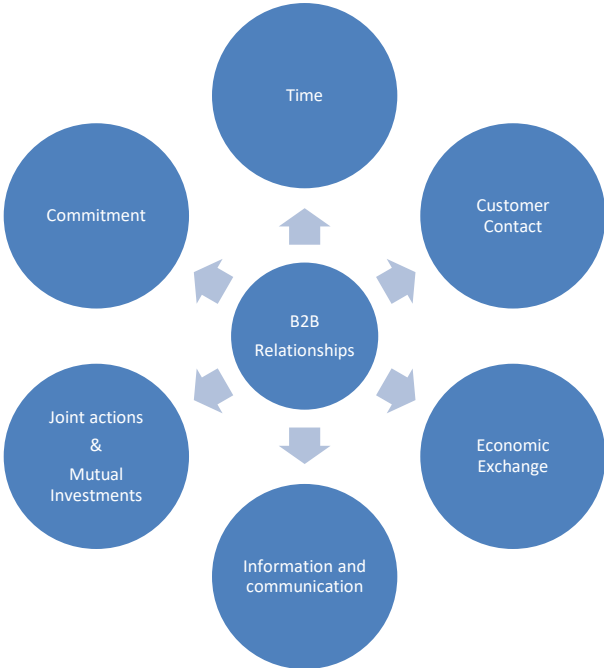 Time
Commitment
Customer
Contact
B2B
Relationships
Joint actions
&
Mutual
Investments
Economic
Exchange
Information and
communication